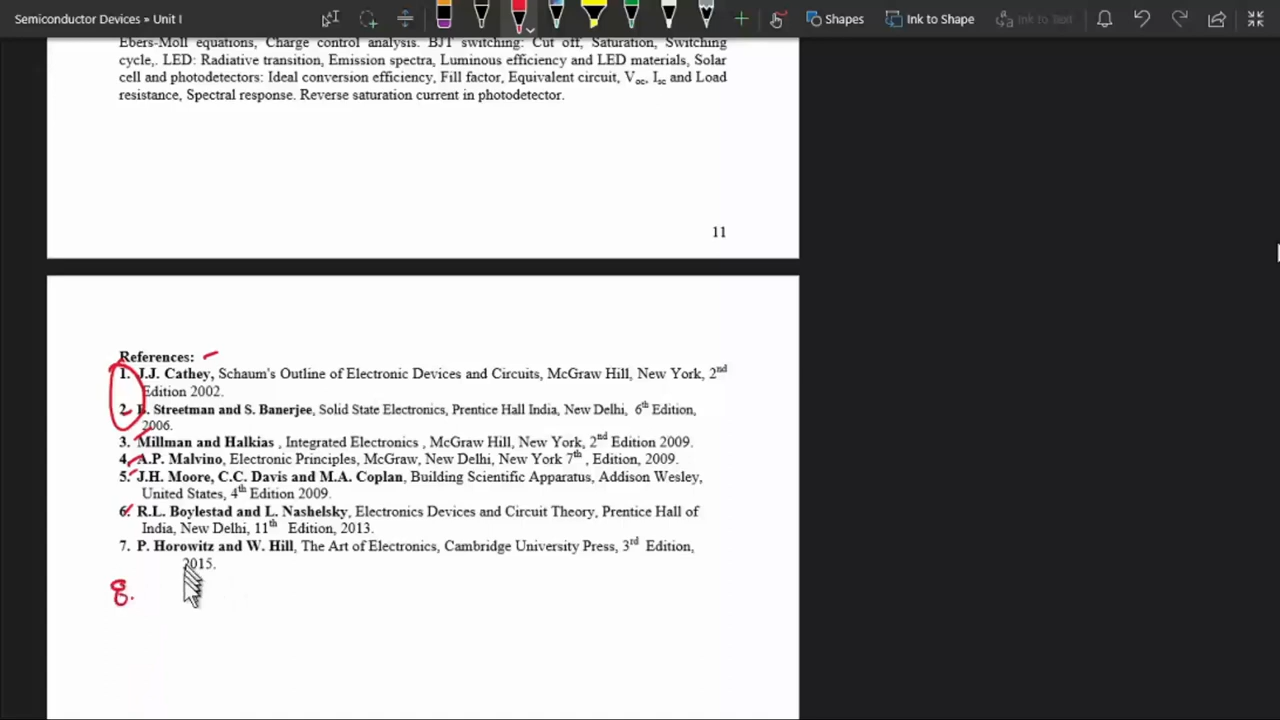 Semiconductor Devices » Unit I
Shapes
Ink to Shape
Ink to Text
Ebers-Moll equations, Charge control analysis. BJT switching: Cut off, Saturation, Switching
cycle,. LED: Radiative transition, Emission spectra, Luminous efficiency and LED materials, Solar
cell and photodetectors: Ideal conversion efficiency, Fill factor, Equivalent circuit, Voc, Isc and Load
resistance, Spectral response. Reverse saturation current in photodetector.
11
References:
1. J.J. Cathey, Schaum's Outline of Electronic Devices and Circuits, McGraw Hill, New York, 2nd
Edition 2002.
2. B. Streetman and S. Banerjee, Solid State Electronics, Prentice Hall India, New Delhi, 6th Edition,
2006.
3. Millman and Halkias , Integrated Electronics , McGraw Hill, New York, 2nd Edition 2009.
4. A.P. Malvino, Electronic Principles, McGraw, New Delhi, New York 7th , Edition, 2009.
5. J.H. Moore, C.C. Davis and M.A. Coplan, Building Scientific Apparatus, Addison Wesley,
United States, 4th Edition 2009.
6. R.L. Boylestad and L. Nashelsky, Electronics Devices and Circuit Theory, Prentice Hall of
India, New Delhi, 11th Edition, 2013.
7. P. Horowitz and W. Hill, The Art of Electronics, Cambridge University Press, 3rd Edition,
2015.
8.